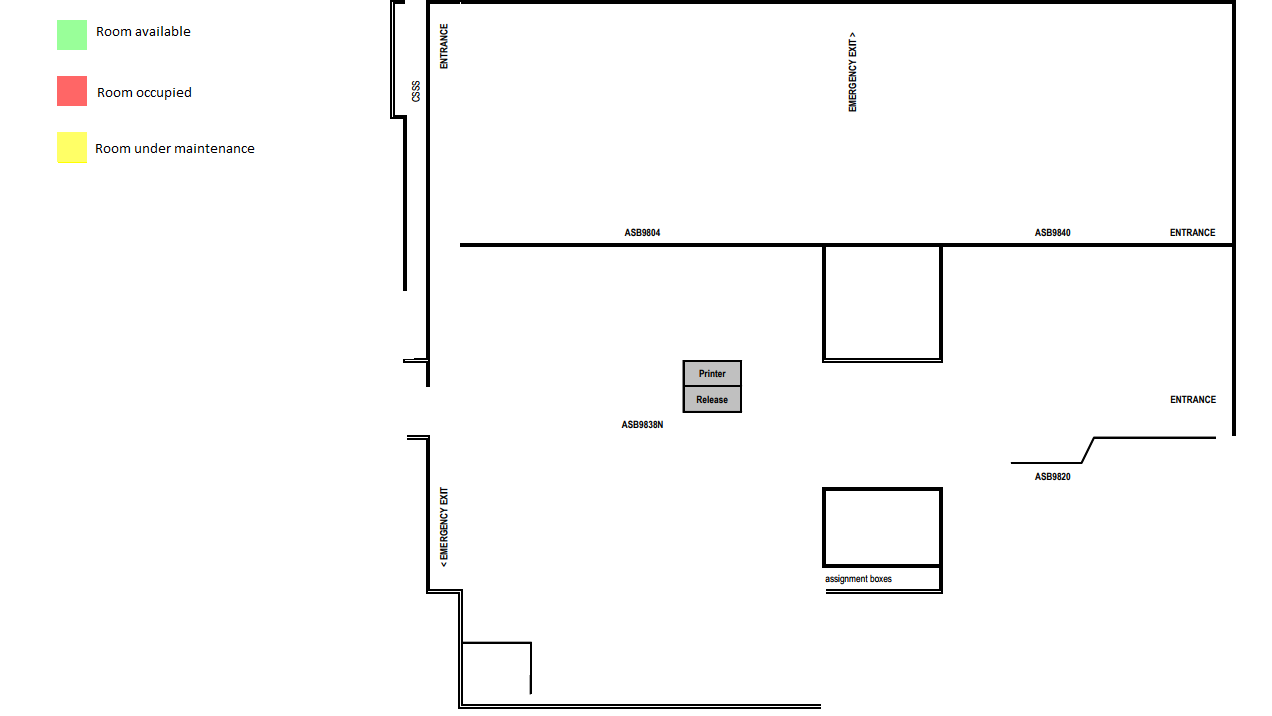 Room available
Room occupied
Room under maintenance
ENTRANCE
CSSS
EMERGENCY EXIT >
ASB9804
ASB9840
ENTRANCE
Printer
Release
ENTRANCE
ASB9838N
ASB9820
< EMERGENCY EXIT
assignment boxes